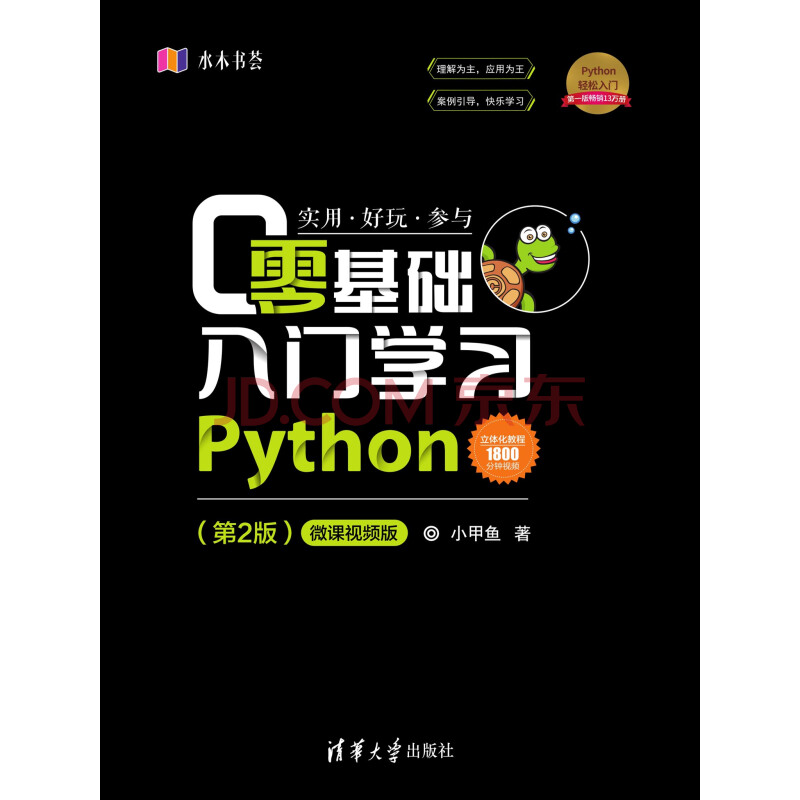 水木书荟
理解为主，应用为王
案例引导，快乐学习
Python
轻松入门
第一版畅销13万册
实用·好玩·参与
零基础
入门学习
JD.COM 京东
Python
立体化教程
1800
分钟视频
（第2版）
微课视频版
小甲鱼 著
清华大学出版社